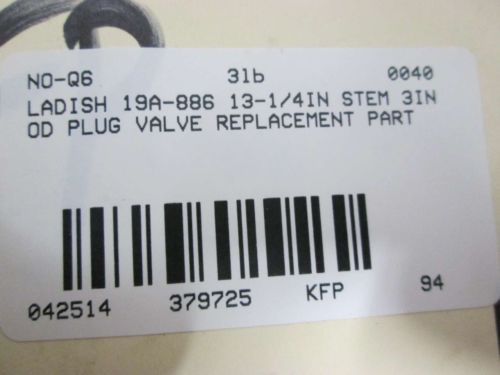 NO-Q6 3lb 0040
LADISH 19A-886 13-1/4IN STEM 3IN
OD PLUG VALVE REPLACEMENT PART
042514 379725 KFP 94